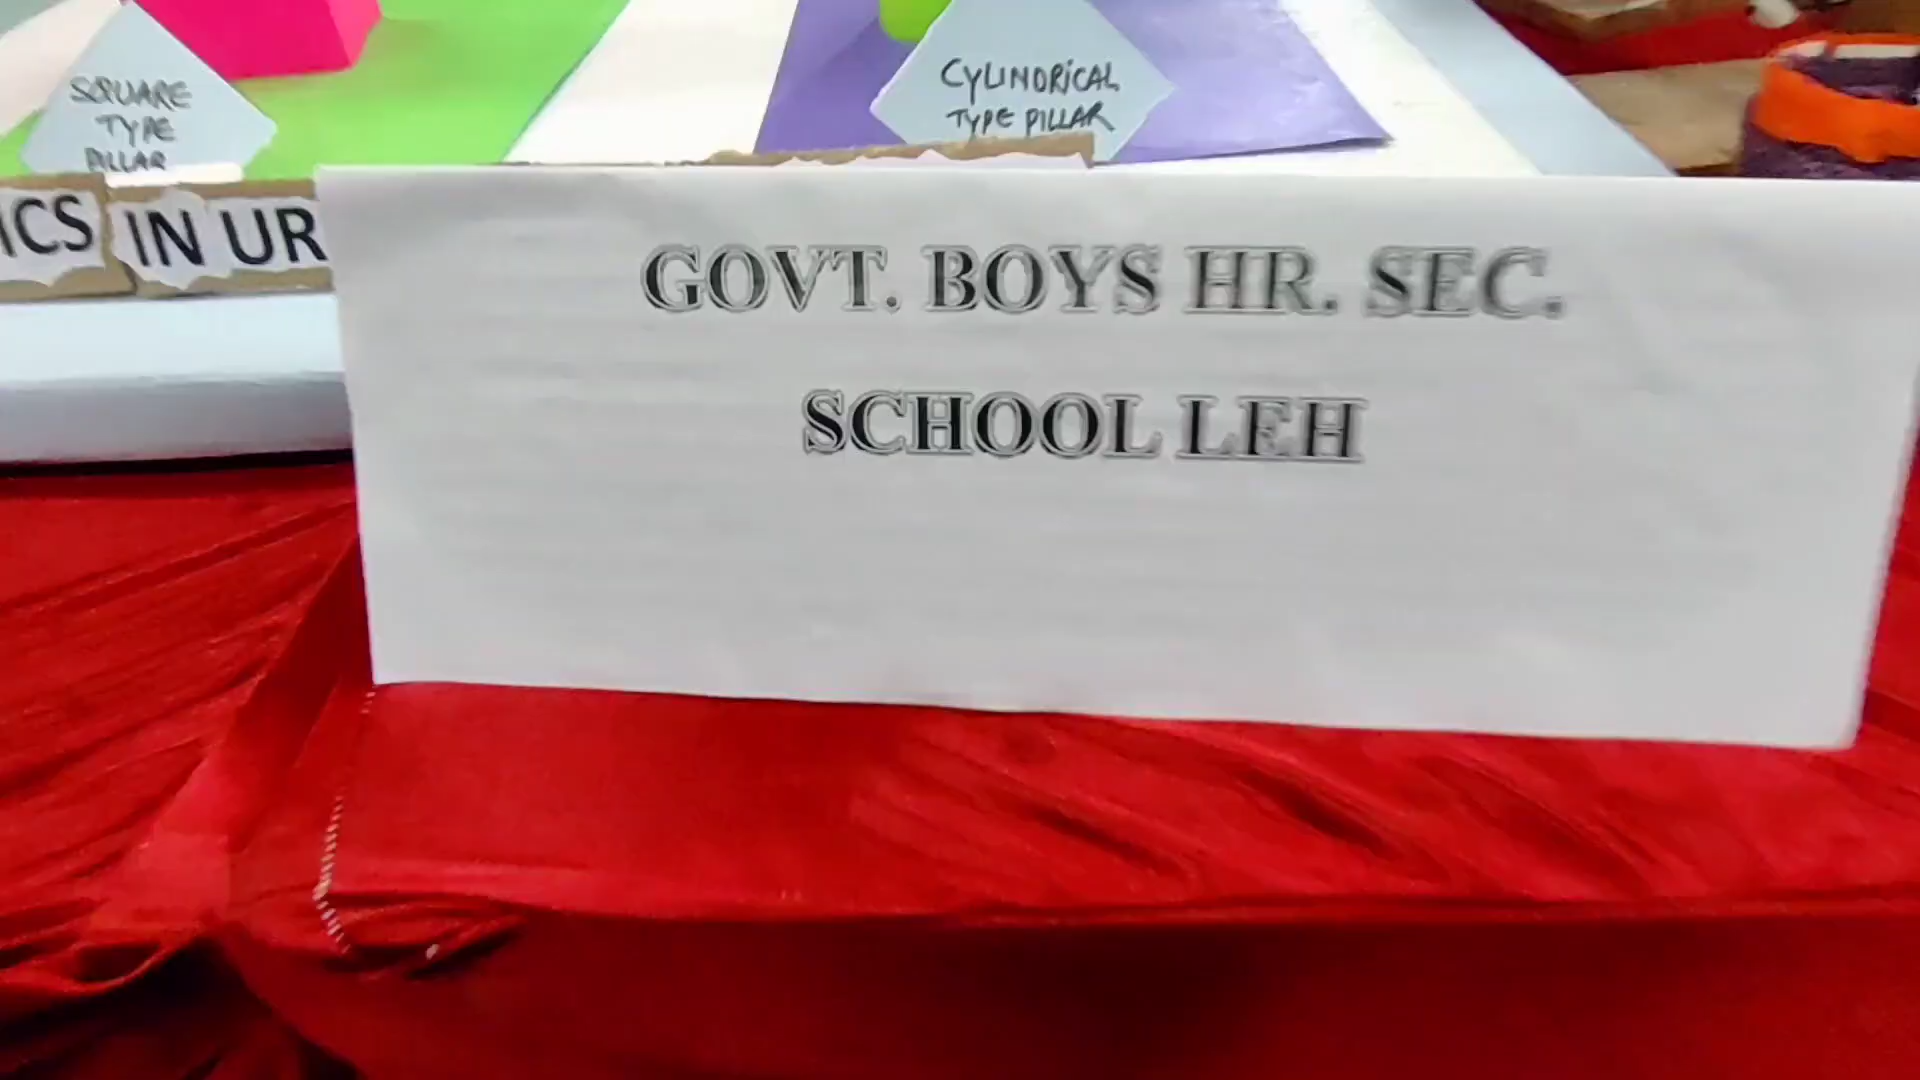 SQUARE
TYPE
PILLAR
CYLINDRICAL
TYPE PILLAR
ICS IN UR
GOVT. BOYS HR. SEC.
SCHOOL LEH